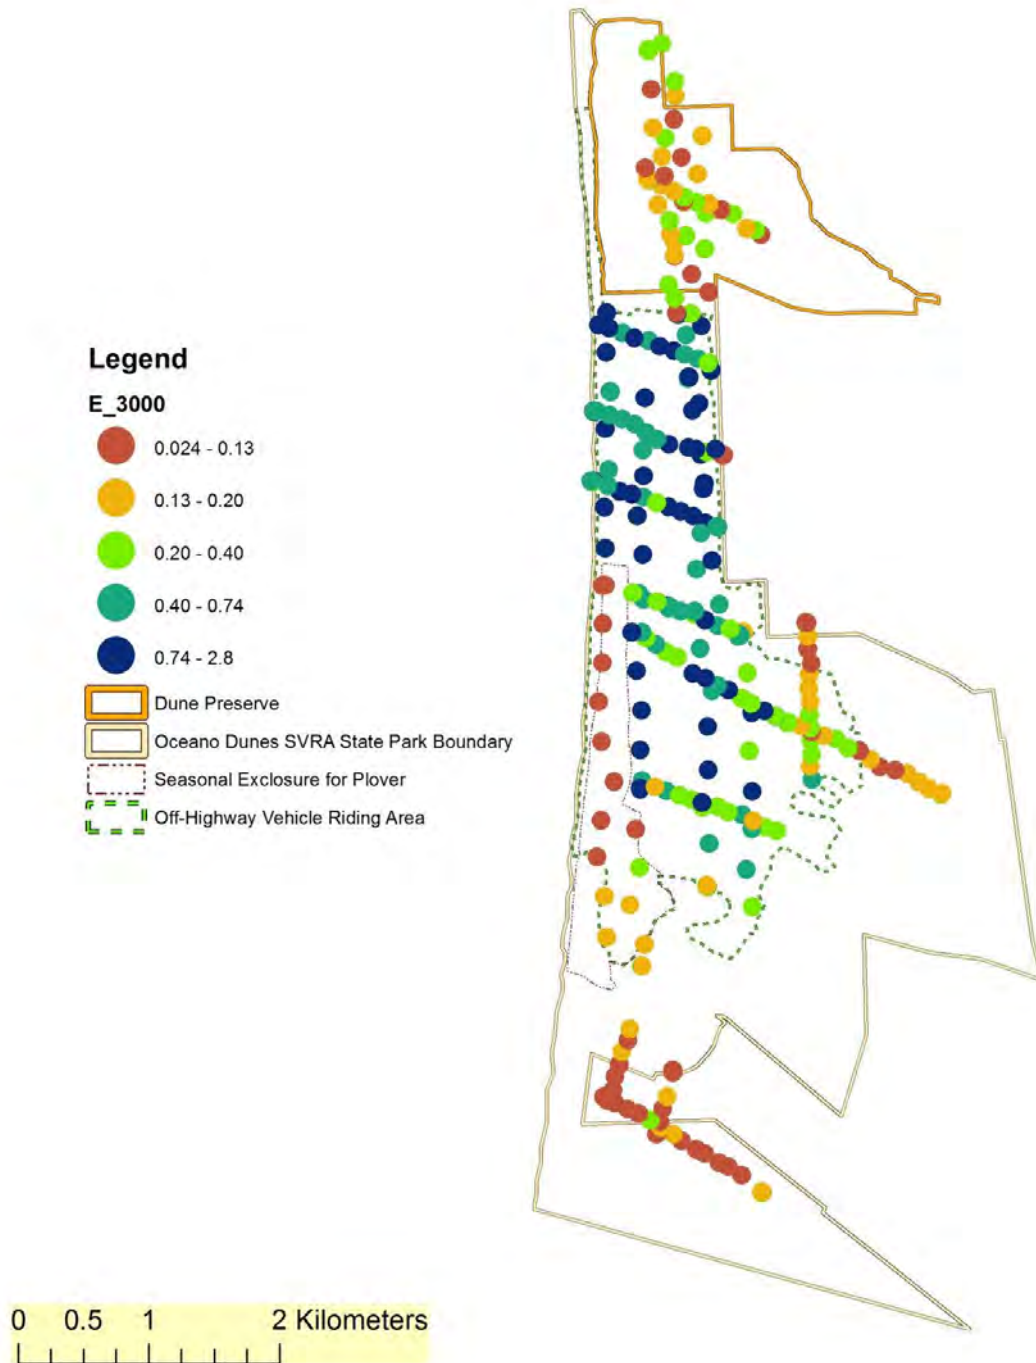 Legend
E_3000
0.024 - 0.13
0.13 - 0.20
0.20 - 0.40
0.40 - 0.74
0.74 - 2.8
Dune Preserve
Oceano Dunes SVRA State Park Boundary
Seasonal Exclosure for Plover
Off-Highway Vehicle Riding Area
0 0.5 1 2 Kilometers